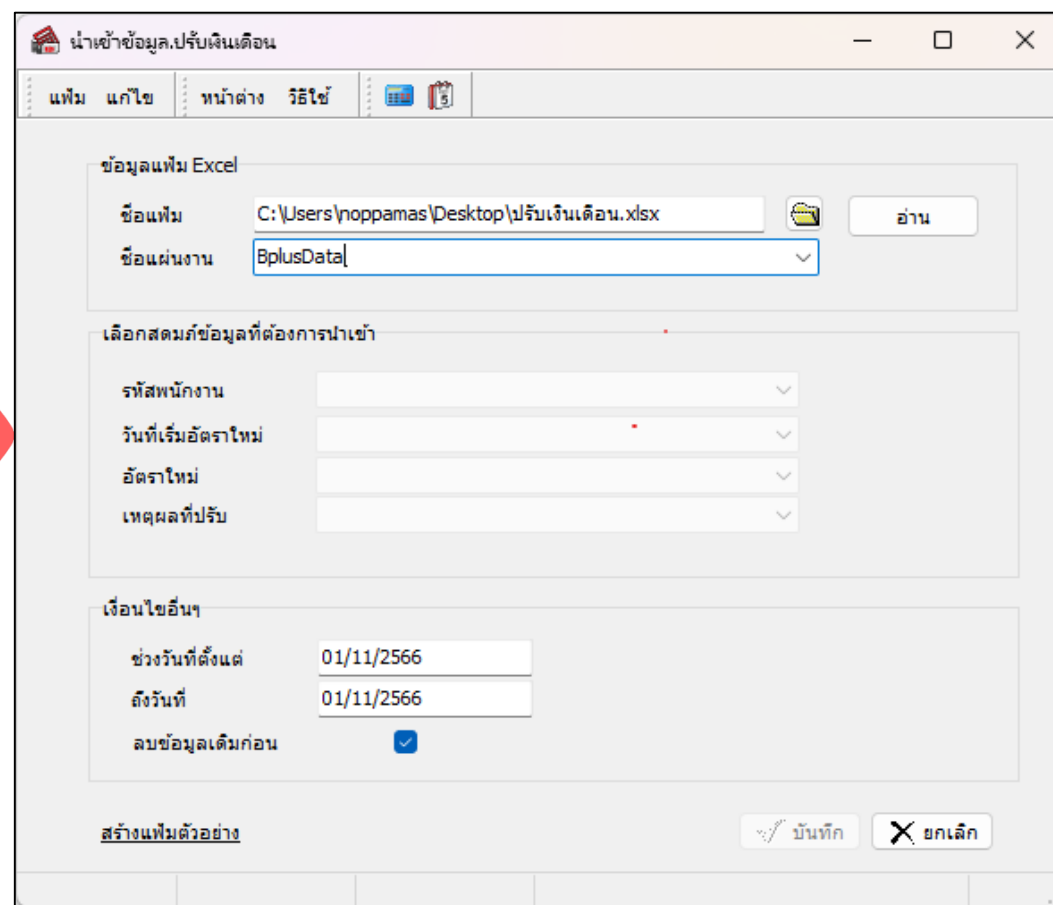 นำเข้าข้อมูล.ปรับเงินเดือน
แฟ้ม แก้ไข หน้าต่าง วิธีใช้
ข้อมูลแฟ้ม Excel
ชื่อแฟ้ม C:\Users\noppamas\Desktop\ปรับเงินเดือน.xlsx อ่าน
ชื่อแผ่นงาน BplusData
เลือกสดมภ์ข้อมูลที่ต้องการนำเข้า
รหัสพนักงาน
วันที่เริ่มอัตราใหม่
อัตราใหม่
เหตุผลที่ปรับ
เงื่อนไขอื่นๆ
ช่วงวันที่ตั้งแต่ 01/11/2566
ถึงวันที่ 01/11/2566
ลบข้อมูลเดิมก่อน
สร้างแฟ้มตัวอย่าง บันทึก ยกเลิก